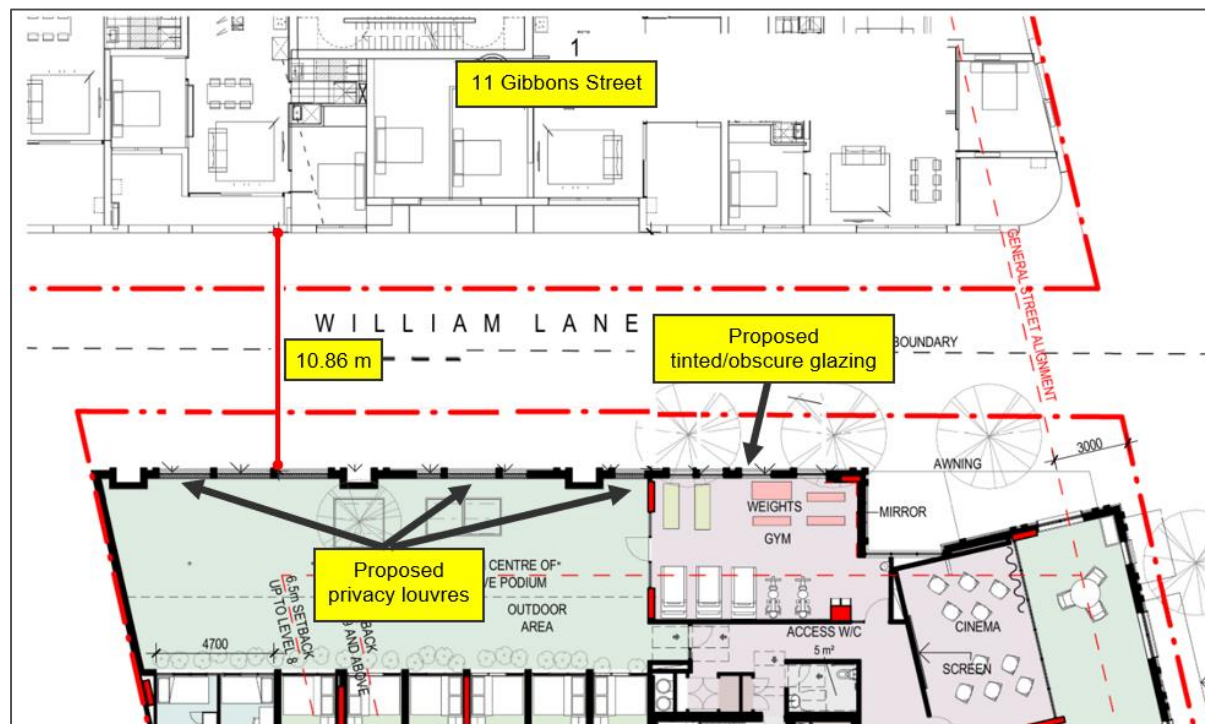 1
11 Gibbons Street
GENERAL STREET ALIGNMENT
WILLIAM LANE
BOUNDARY
10.86 m
Proposed
tinted/obscure glazing
3000
AWNING
WEIGHTS
GYM
MIRROR
Proposed
privacy louvres
CENTRE OF
PODIUM
OUTDOOR
AREA
6.5m SETBACK
UP TO LEVEL 8
AND ABOVE
4700
ACCESS W/C
5 m²
CINEMA
SCREEN